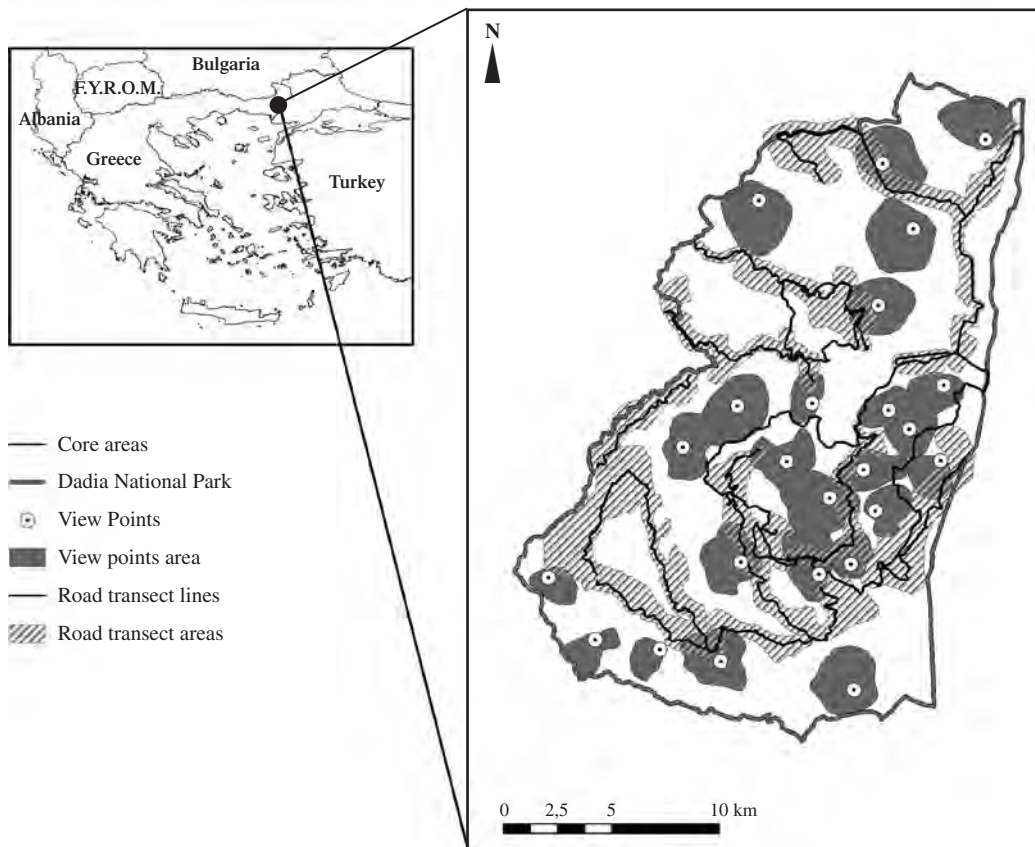 Bulgaria
F.Y.R.O.M.
Albania
Greece
Turkey
Core areas
Dadia National Park
View Points
View points area
Road transect lines
Road transect areas
N
0 2,5 5 10 km